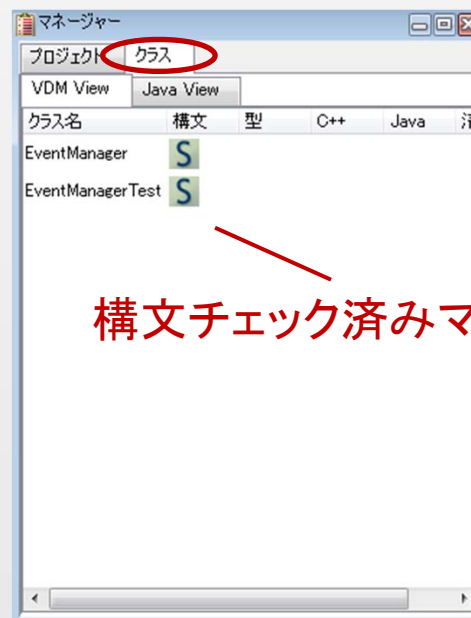 マネージャー
プロジェクト クラス
VDM View Java View
クラス名 構文 型 C++ Java
EventManager S
EventManagerTest S
構文チェック済みマ